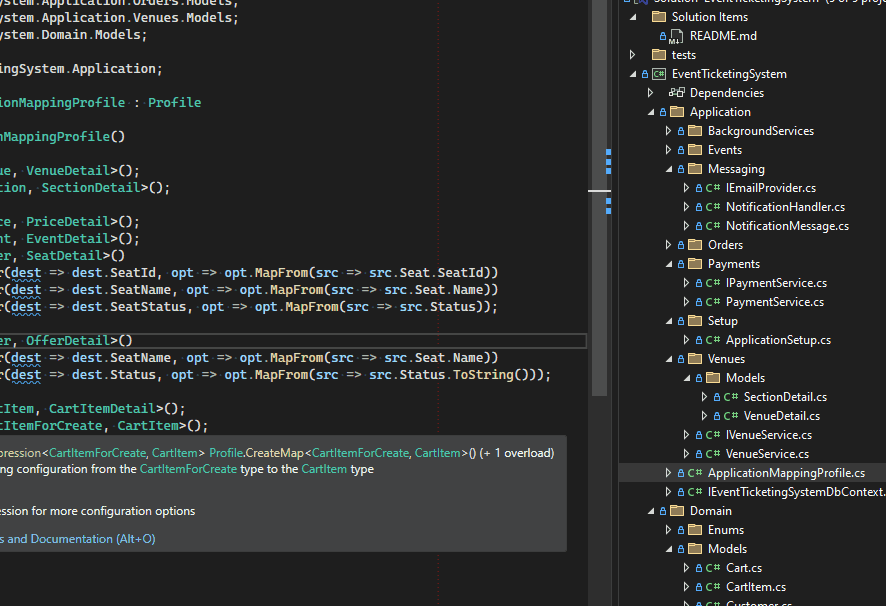 ystem.Application.Orders.Models;
ystem.Application.Venues.Models;
ystem.Domain.Models;
ingSystem.Application;
ionMappingProfile : Profile
nMappingProfile()
ue, VenueDetail>();
tion, SectionDetail>();
ce, PriceDetail>();
nt, EventDetail>();
er, SeatDetail>()
r(dest => dest.SeatId, opt => opt.MapFrom(src => src.Seat.SeatId))
r(dest => dest.SeatName, opt => opt.MapFrom(src => src.Seat.Name))
r(dest => dest.SeatStatus, opt => opt.MapFrom(src => src.Status));
er, OfferDetail>()
r(dest => dest.SeatName, opt => opt.MapFrom(src => src.Seat.Name))
r(dest => dest.Status, opt => opt.MapFrom(src => src.Status.ToString()));
tItem, CartItemDetail>();
tItemForCreate, CartItem>();
pression<CartItemForCreate, CartItem> Profile.CreateMap<CartItemForCreate, CartItem>() (+ 1 overload)
ng configuration from the CartItemForCreate type to the CartItem type
ession for more configuration options
s and Documentation (Alt+O)
Solution Items
README.md
tests
EventTicketingSystem
Dependencies
Application
BackgroundServices
Events
Messaging
C# IEmailProvider.cs
C# NotificationHandler.cs
C# NotificationMessage.cs
Orders
Payments
C# IPaymentService.cs
C# PaymentService.cs
Setup
C# ApplicationSetup.cs
Venues
Models
C# SectionDetail.cs
C# VenueDetail.cs
C# IVenueService.cs
C# VenueService.cs
C# ApplicationMappingProfile.cs
C# IEventTicketingSystemDbContext.
Domain
Enums
Models
C# Cart.cs
C# CartItem.cs
C# Customer.cs